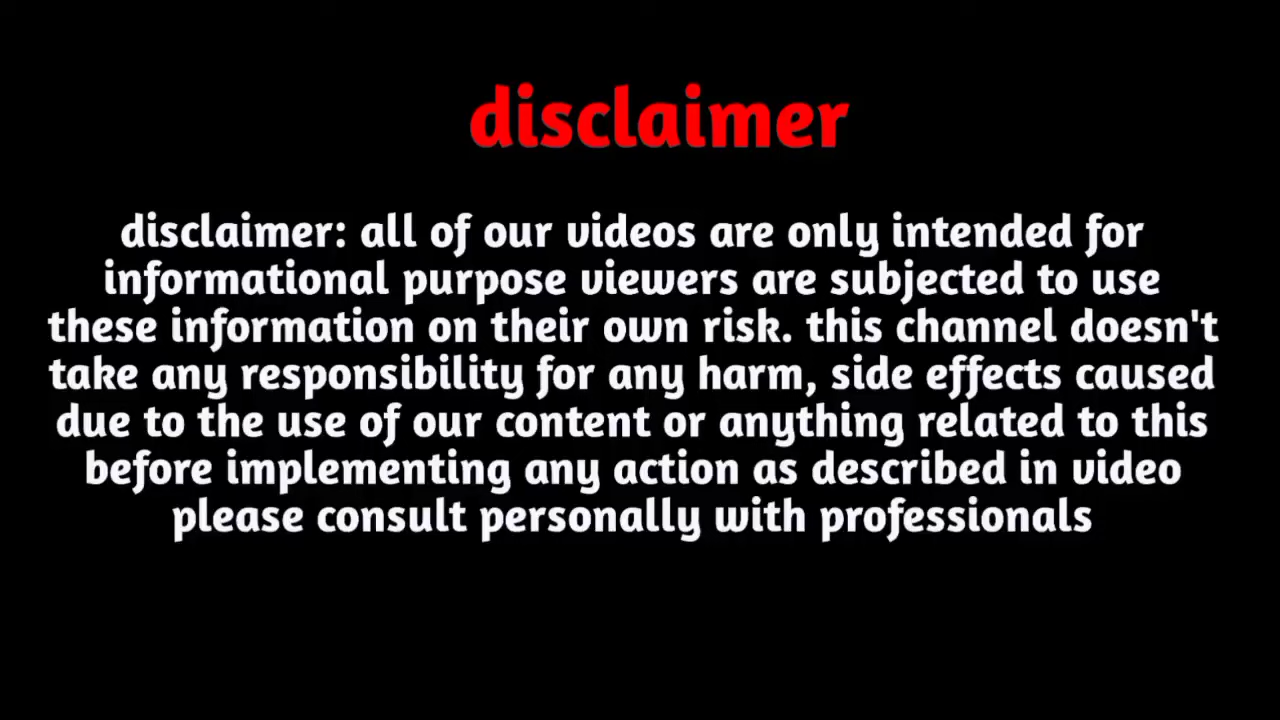 disclaimer
disclaimer: all of our videos are only intended for
informational purpose viewers are subjected to use
these information on their own risk. this channel doesn't
take any responsibility for any harm, side effects caused
due to the use of our content or anything related to this
before implementing any action as described in video
please consult personally with professionals